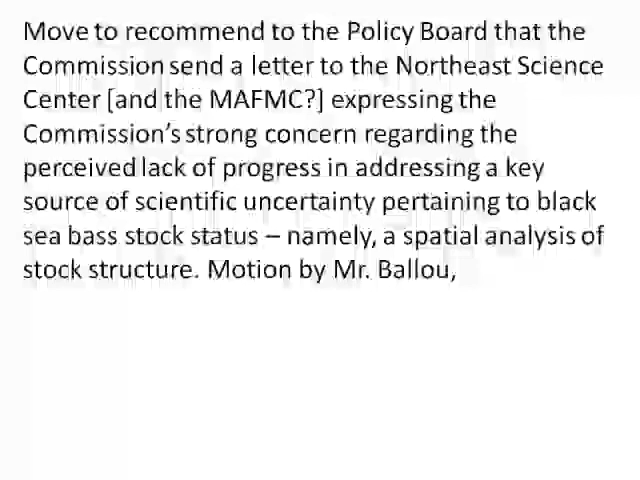 Move to recommend to the Policy Board that the
Commission send a letter to the Northeast Science
Center [and the MAFMC?] expressing the
Commission’s strong concern regarding the
perceived lack of progress in addressing a key
source of scientific uncertainty pertaining to black
sea bass stock status – namely, a spatial analysis of
stock structure. Motion by Mr. Ballou,